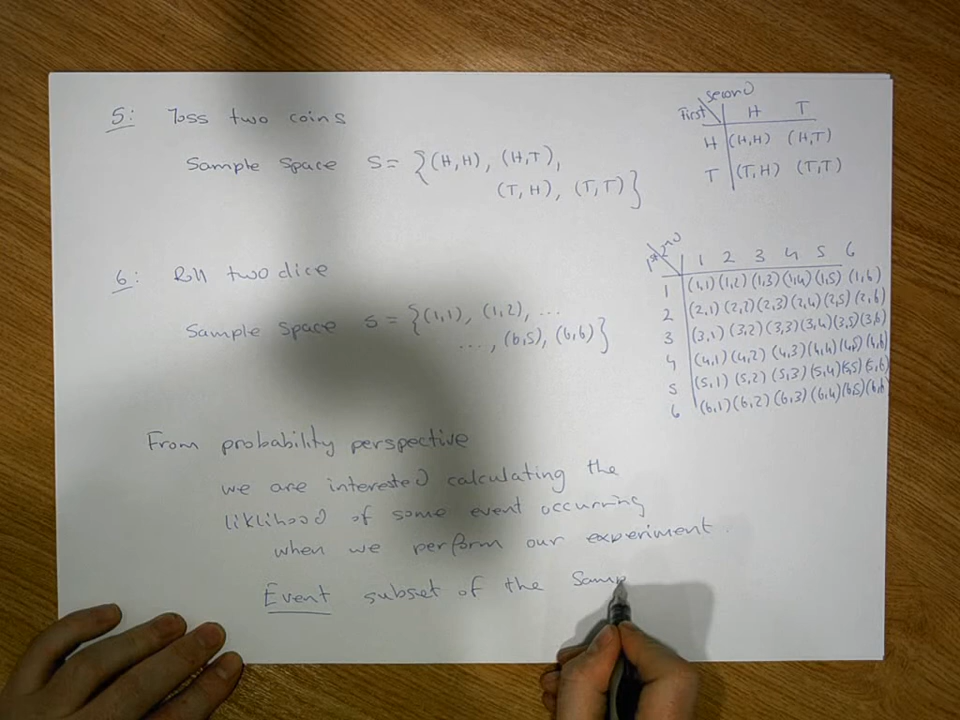 5: Toss two coins
Sample space S = {(H,H), (H,T),
(T,H), (T,T)}
second
First H T
H (H,H) (H,T)
T (T,H) (T,T)
6: Roll two dice
Sample space S = {(1,1), (1,2), ...
..., (6,5), (6,6)}
1st 2nd 1 2 3 4 5 6
1 (1,1) (1,2) (1,3) (1,4) (1,5) (1,6)
2 (2,1) (2,2) (2,3) (2,4) (2,5) (2,6)
3 (3,1) (3,2) (3,3) (3,4) (3,5) (3,6)
4 (4,1) (4,2) (4,3) (4,4) (4,5) (4,6)
5 (5,1) (5,2) (5,3) (5,4) (5,5) (5,6)
6 (6,1) (6,2) (6,3) (6,4) (6,5) (6,6)
From probability perspective
we are interested calculating the
liklihood of some event occurring
when we perform our experiment.
Event subset of the Samp